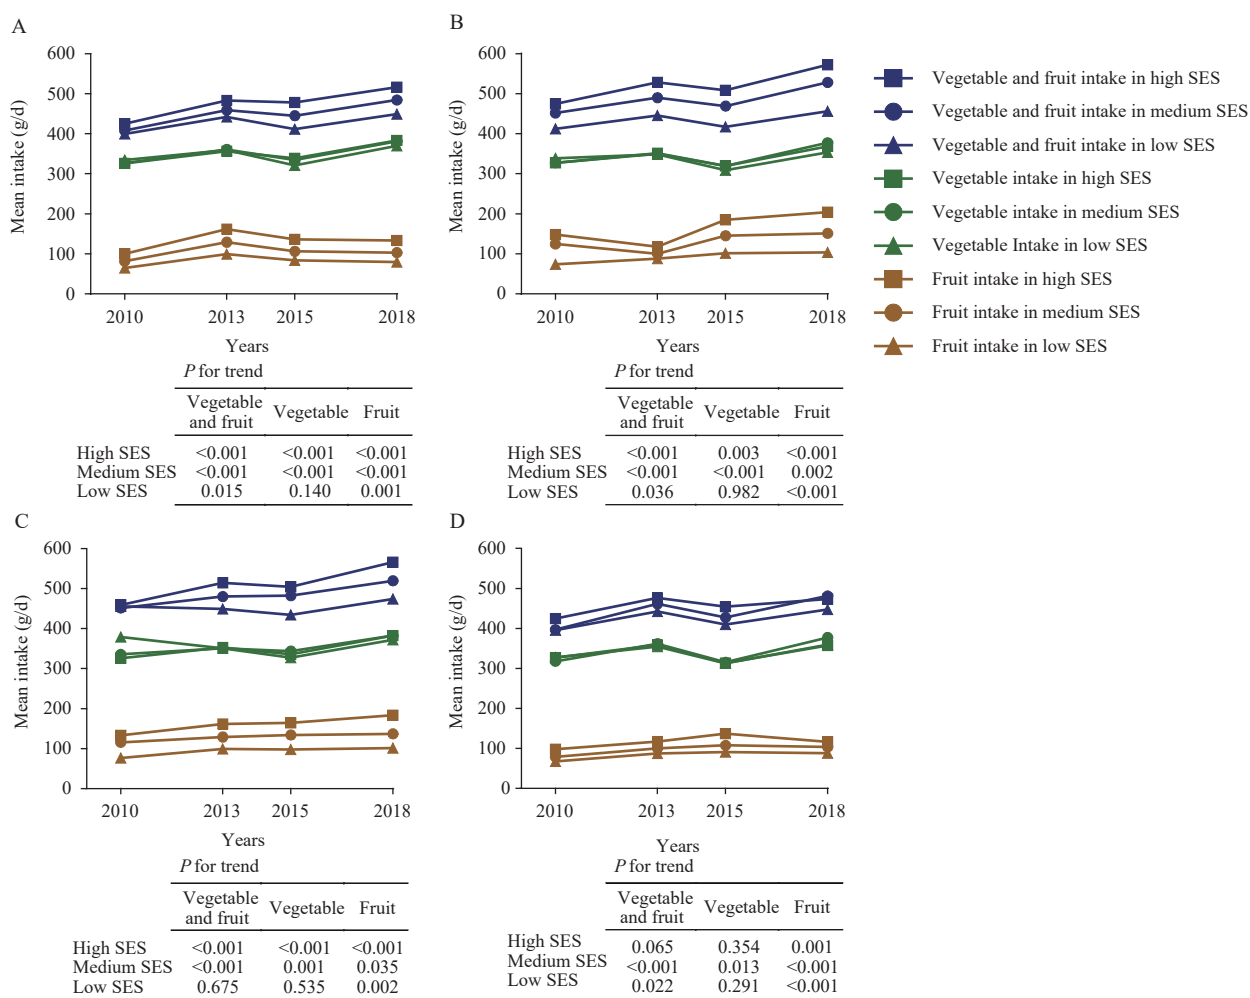 A
600
500
400
300
200
100
0
Mean intake (g/d)
2010 2013 2015 2018
Years
P for trend
Vegetable and fruit Vegetable Fruit
High SES <0.001 <0.001 <0.001
Medium SES <0.001 <0.001 <0.001
Low SES 0.015 0.140 0.001
B
600
500
400
300
200
100
0
Mean intake (g/d)
2010 2013 2015 2018
Years
P for trend
Vegetable and fruit Vegetable Fruit
High SES <0.001 0.003 <0.001
Medium SES <0.001 <0.001 0.002
Low SES 0.036 0.982 <0.001
Vegetable and fruit intake in high SES
Vegetable and fruit intake in medium SES
Vegetable and fruit intake in low SES
Vegetable intake in high SES
Vegetable intake in medium SES
Vegetable Intake in low SES
Fruit intake in high SES
Fruit intake in medium SES
Fruit intake in low SES
C
600
500
400
300
200
100
0
Mean intake (g/d)
2010 2013 2015 2018
Years
P for trend
Vegetable and fruit Vegetable Fruit
High SES <0.001 <0.001 <0.001
Medium SES <0.001 0.001 0.035
Low SES 0.675 0.535 0.002
D
600
500
400
300
200
100
0
Mean intake (g/d)
2010 2013 2015 2018
Years
P for trend
Vegetable and fruit Vegetable Fruit
High SES 0.065 0.354 0.001
Medium SES <0.001 0.013 <0.001
Low SES 0.022 0.291 <0.001